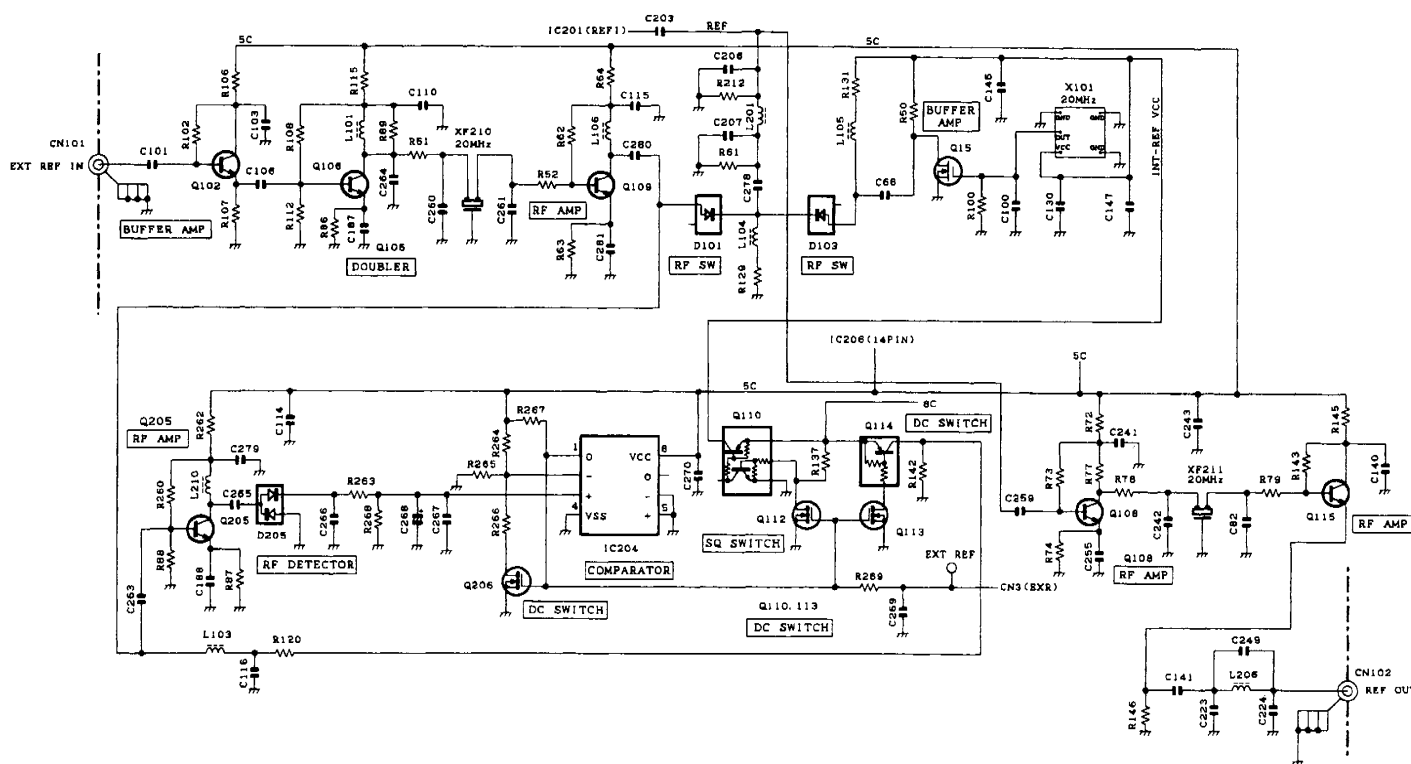 C203
IC201(REF1)
REF
5C
5C
R106
R115
R64
C206
R212
R131
C145
X101
20MHz
GND
GND
OUT
VCC
GND
R102
C103
R108
L101
R89
C110
R62
L106
C115
C207
R61
L201
L105
R50
BUFFER
AMP
Q15
INT-REF VCC
CN101
EXT REF IN
C101
Q102
C106
Q106
R51
XF210
20MHz
C280
Q109
R52
C278
C66
R100
C100
C130
C147
R107
BUFFER AMP
R112
R86
C187
C264
C260
C261
RF AMP
R63
C281
D101
RF SW
L104
R129
D103
RF SW
Q105
DOUBLER
IC206(14PIN)
5C
5C
R262
C114
R267
R264
Q110
8C
DC SWITCH
Q114
R72
C243
R145
Q205
RF AMP
C279
R260
L210
C265
R265
1
O
VCC
8
O
-
-
+
+
5
4
VSS
IC204
COMPARATOR
C270
R137
R142
R73
C241
R77
R78
XF211
20MHz
R79
R143
C140
Q205
D205
RF DETECTOR
R263
C266
R268
C268
C267
R266
Q112
SQ SWITCH
Q113
C259
Q108
C242
C82
Q115
RF AMP
R88
C188
R87
Q206
DC SWITCH
EXT REF
R269
CN3(EXR)
C269
Q110,113
DC SWITCH
R74
C255
Q108
RF AMP
C263
L103
R120
C116
C249
C141
L206
CN102
REF OUT
R146
C223
C224